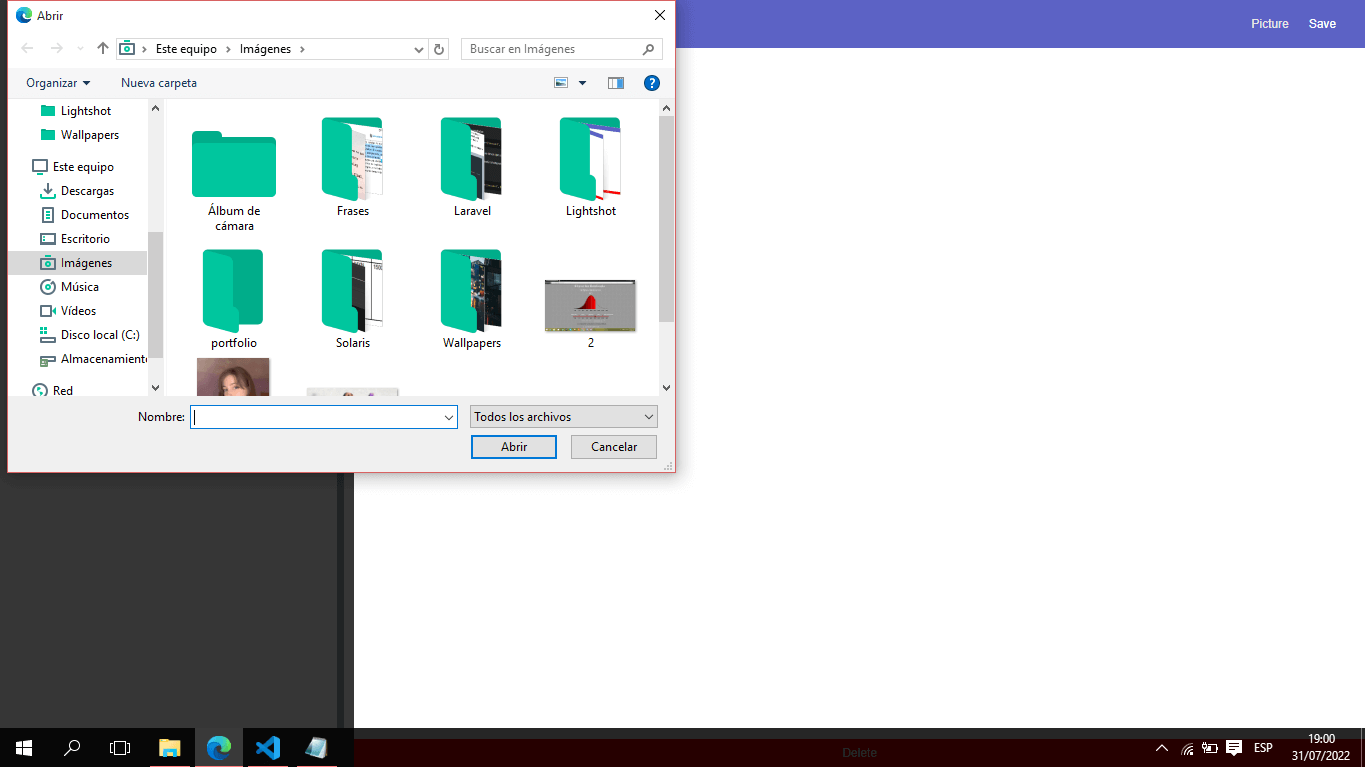 Abrir
Picture
Save
Este equipo
Imágenes
Buscar en Imágenes
Organizar
Nueva carpeta
Lightshot
Wallpapers
Este equipo
Descargas
Documentos
Escritorio
Imágenes
Música
Vídeos
Disco local (C:)
Almacenamiento
Red
Álbum de
cámara
Frases
Laravel
Lightshot
portfolio
Solaris
Wallpapers
2
Nombre:
Todos los archivos
Abrir
Cancelar
Delete
ESP
19:00
31/07/2022